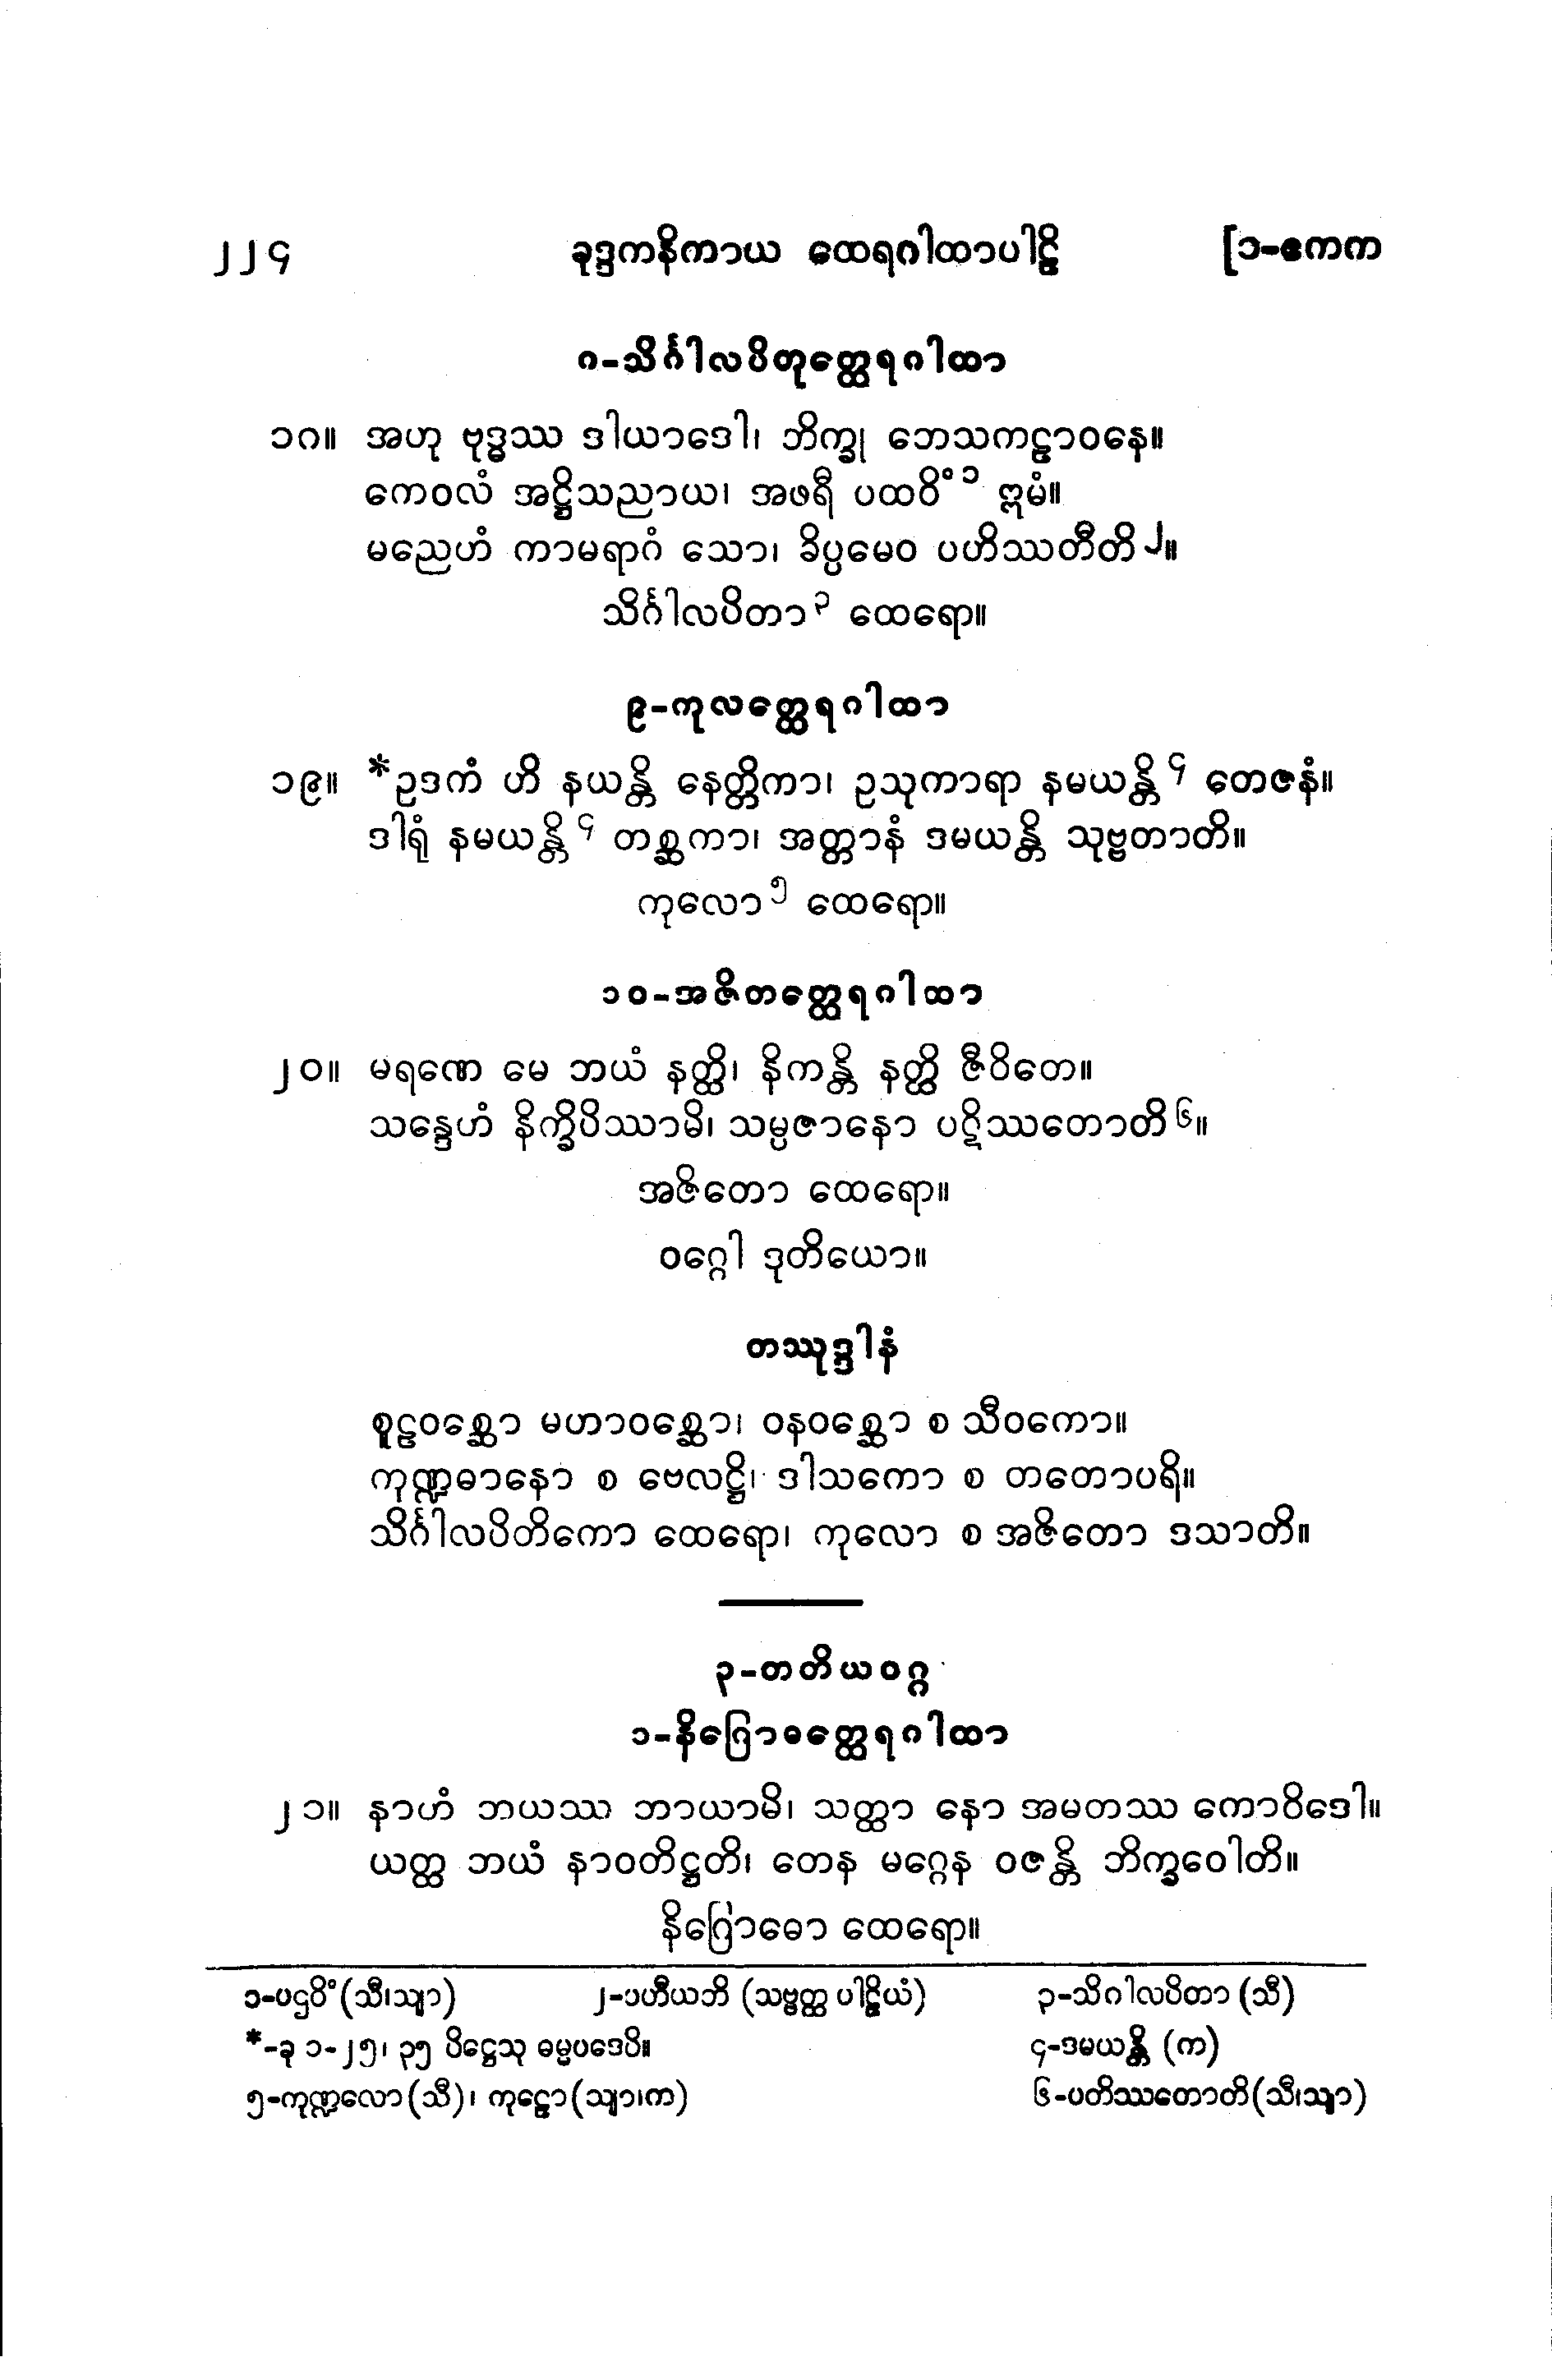 ၂၂၄ ခုဒ္ဒကနိကာယ ထေရဂါထာပါဠိ [၁-ဧကက
၈-သိင်္ဂါလပိတုတ္ထေရဂါထာ
၁၈။ အဟု ဗုဒ္ဓဿ ဒါယာဒေါ၊ ဘိက္ခု ဘေသကဠာဝနေ။
ကေဝလံ အဋ္ဌိသညာယ၊ အဖရီ ပထဝိံ ၁ ဣမံ။
မညေဟံ ကာမရာဂံ သော၊ ခိပ္ပမေဝ ပဟိဿတီတိ ၂။
သိင်္ဂါလပိတာ ၃ ထေရော။
၉-ကုလတ္ထေရဂါထာ
၁၉။ *ဥဒကံ ဟိ နယန္တိ နေတ္တိကာ၊ ဥသုကာရာ နမယန္တိ ၄ တေဇနံ။
ဒါရုံ နမယန္တိ ၄ တစ္ဆကာ၊ အတ္တာနံ ဒမယန္တိ သုဗ္ဗတာတိ။
ကုလော ၅ ထေရော။
၁၀-အဇိတတ္ထေရဂါထာ
၂၀။ မရဏေ မေ ဘယံ နတ္ထိ၊ နိကန္တိ နတ္ထိ ဇီဝိတေ။
သန္ဒေဟံ နိက္ခိပိဿာမိ၊ သမ္ပဇာနော ပဋိဿတောတိ ၆။
အဇိတော ထေရော။
ဝဂ္ဂေါ ဒုတိယော။
တဿုဒ္ဒါနံ
စူဠဝစ္ဆော မဟာဝစ္ဆော၊ ဝနဝစ္ဆော စ သီဝကော။
ကုဏ္ဍဓာနော စ ဗေလဋ္ဌိ၊ ဒါသကော စ တတောပရိ။
သိင်္ဂါလပိတိကော ထေရော၊ ကုလော စ အဇိတော ဒသာတိ။
၃-တတိယဝဂ္ဂ
၁-နိဂြောဓတ္ထေရဂါထာ
၂၁။ နာဟံ ဘယဿ ဘာယာမိ၊ သတ္ထာ နော အမတဿ ကောဝိဒေါ။
ယတ္ထ ဘယံ နာဝတိဋ္ဌတိ၊ တေန မဂ္ဂေန ဝဇန္တိ ဘိက္ခဝေါတိ။
နိဂြောဓော ထေရော။
၁-ပဌဝိံ (သီ၊သျာ) ၂-ပဟီယဘိ (သဗ္ဗတ္ထ ပါဠိယံ) ၃-သိဂါလပိတာ (သီ)
*-ခု ၁-၂၅၊ ၃၅ ပိဋ္ဌေသု ဓမ္မပဒေပိ။ ၄-ဒမယန္တိ (က)
၅-ကုဏ္ဍလော (သီ)၊ ကုဠော (သျာ၊က) ၆-ပတိဿတောတိ (သီ၊သျာ)